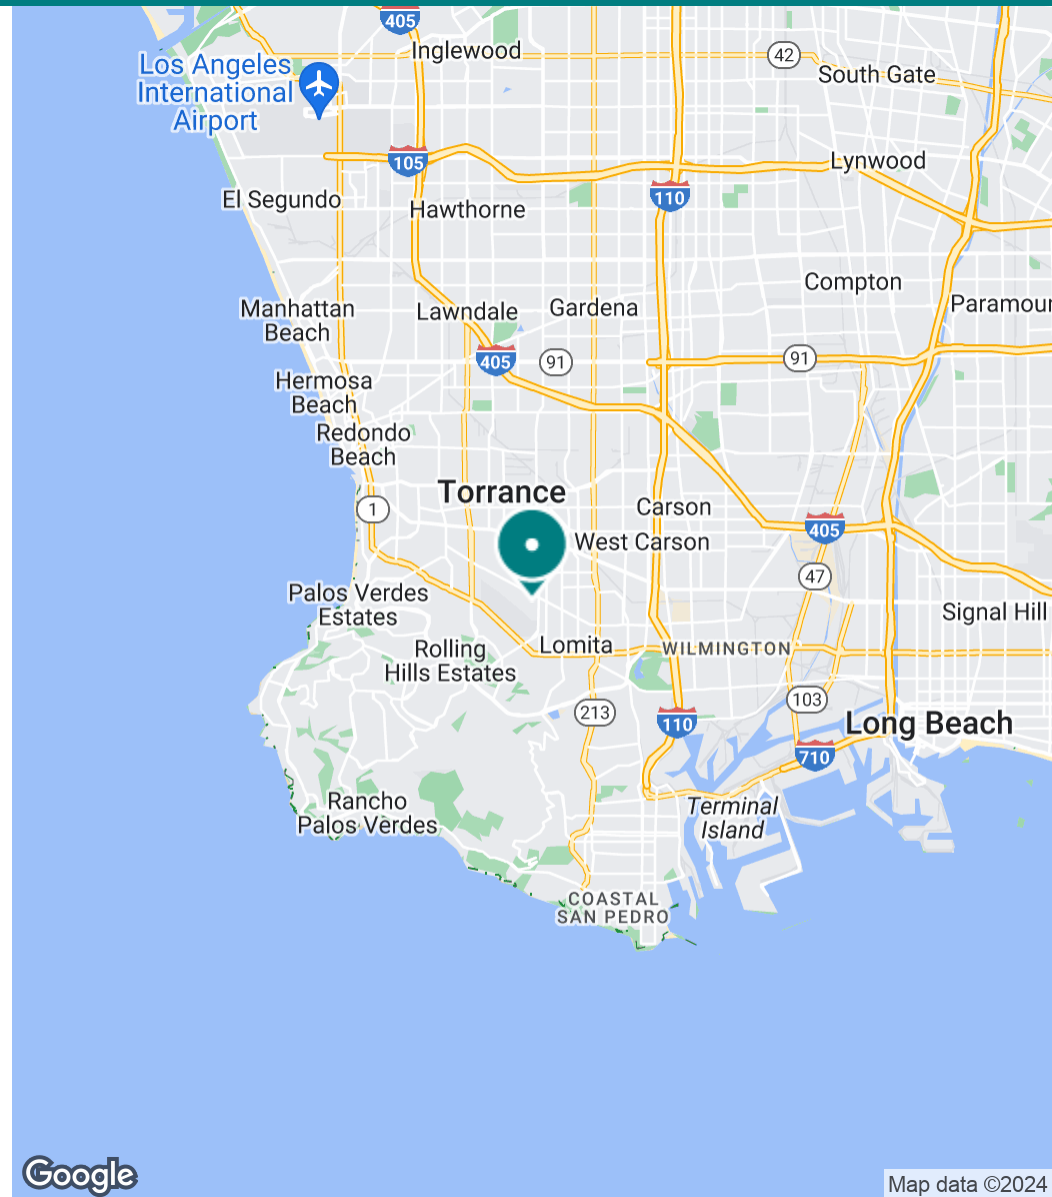 405
Inglewood
42
Los Angeles
International
Airport
South Gate
105
Lynwood
110
El Segundo
Hawthorne
Compton
Manhattan
Beach
Lawndale
Gardena
Paramour
405
91
91
Hermosa
Beach
Redondo
Beach
Torrance
1
Carson
405
West Carson
47
Palos Verdes
Estates
Signal Hill
Lomita
WILMINGTON
Rolling
Hills Estates
103
213
110
Long Beach
710
Rancho
Palos Verdes
Terminal
Island
COASTAL
SAN PEDRO
Google
Map data ©2024